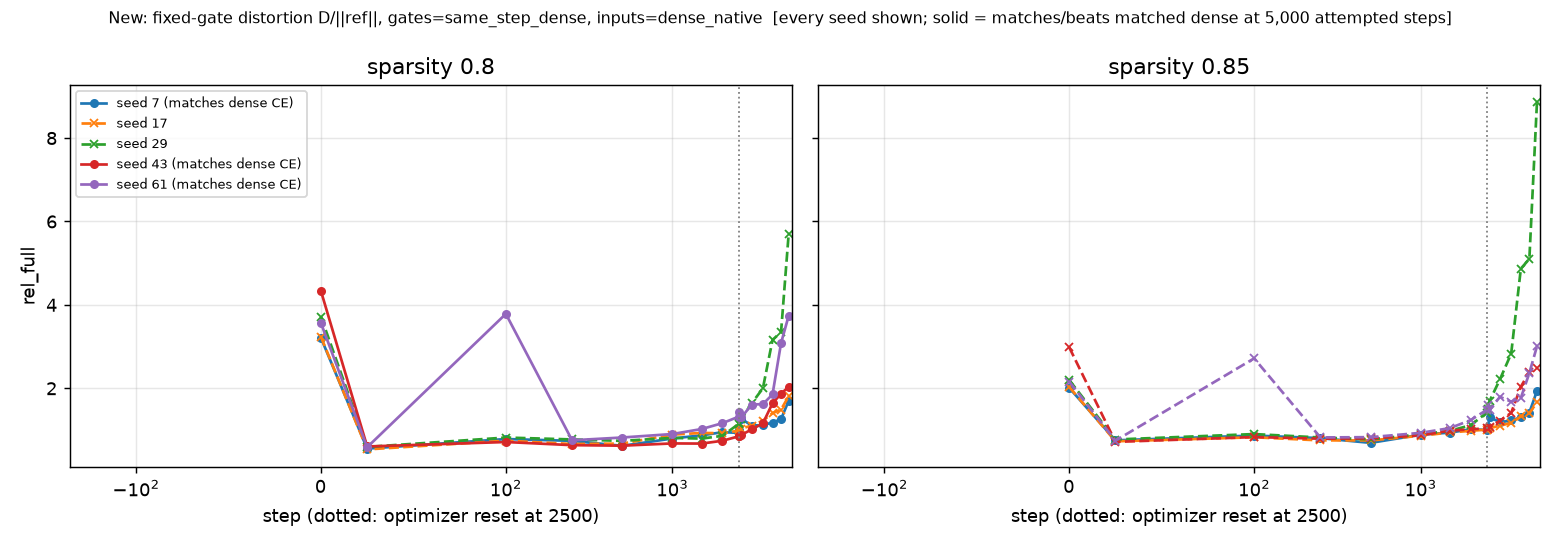 New: fixed-gate distortion D/||ref||, gates=same_step_dense, inputs=dense_native  [every seed shown; solid = matches/beats matched dense at 5,000 attempted steps]
sparsity 0.8
sparsity 0.85
seed 7 (matches dense CE)
seed 17
seed 29
seed 43 (matches dense CE)
seed 61 (matches dense CE)
rel_full
8
6
4
2
−10²
0
10²
10³
−10²
0
10²
10³
step (dotted: optimizer reset at 2500)
step (dotted: optimizer reset at 2500)